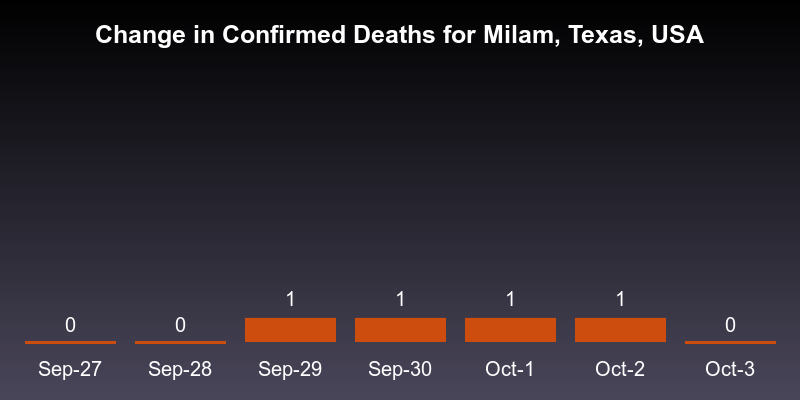 Change in Confirmed Deaths for Milam, Texas, USA
0 0 1 1 1 1 0
Sep-27 Sep-28 Sep-29 Sep-30 Oct-1 Oct-2 Oct-3